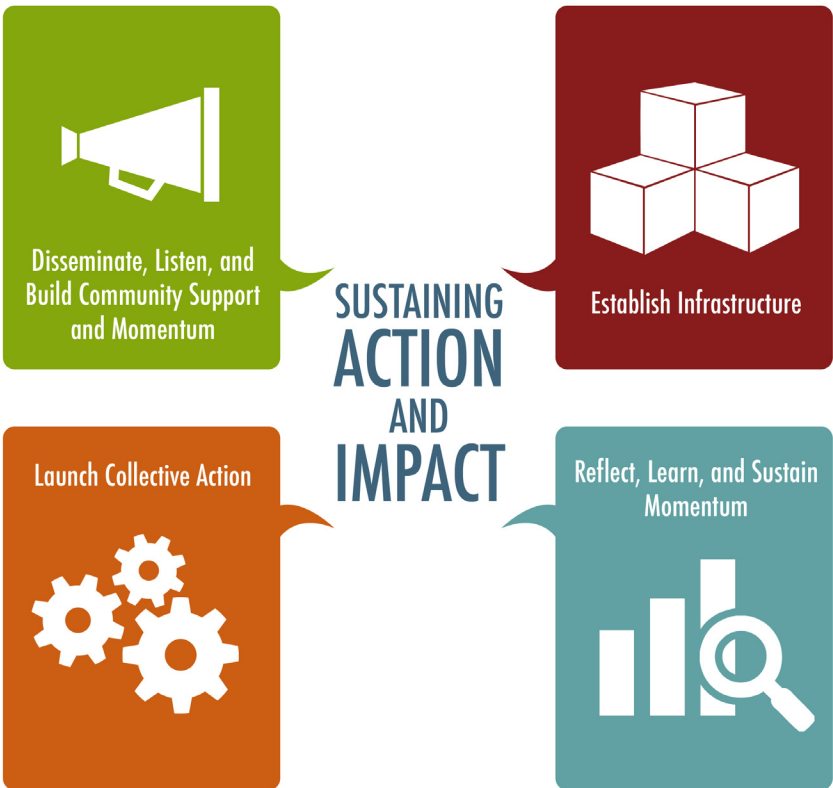 Disseminate, Listen, and
Build Community Support
and Momentum
Establish Infrastructure
SUSTAINING
ACTION
AND
IMPACT
Launch Collective Action
Reflect, Learn, and Sustain
Momentum